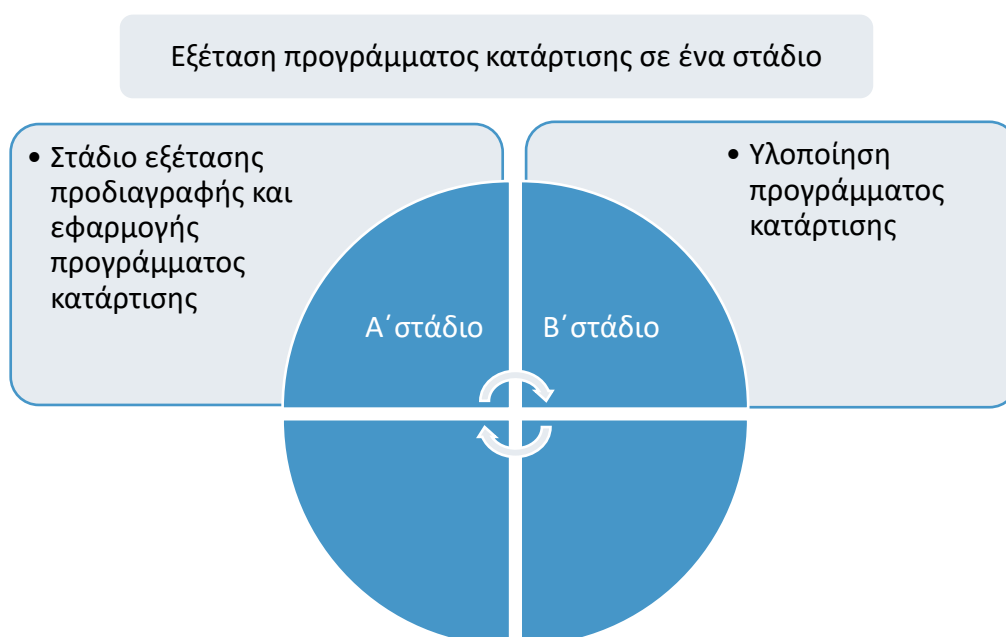 Εξέταση προγράμματος κατάρτισης σε ένα στάδιο
• Στάδιο εξέτασης
προδιαγραφής και
εφαρμογής
προγράμματος
κατάρτισης
• Υλοποίηση
προγράμματος
κατάρτισης
Α΄στάδιο
Β΄στάδιο